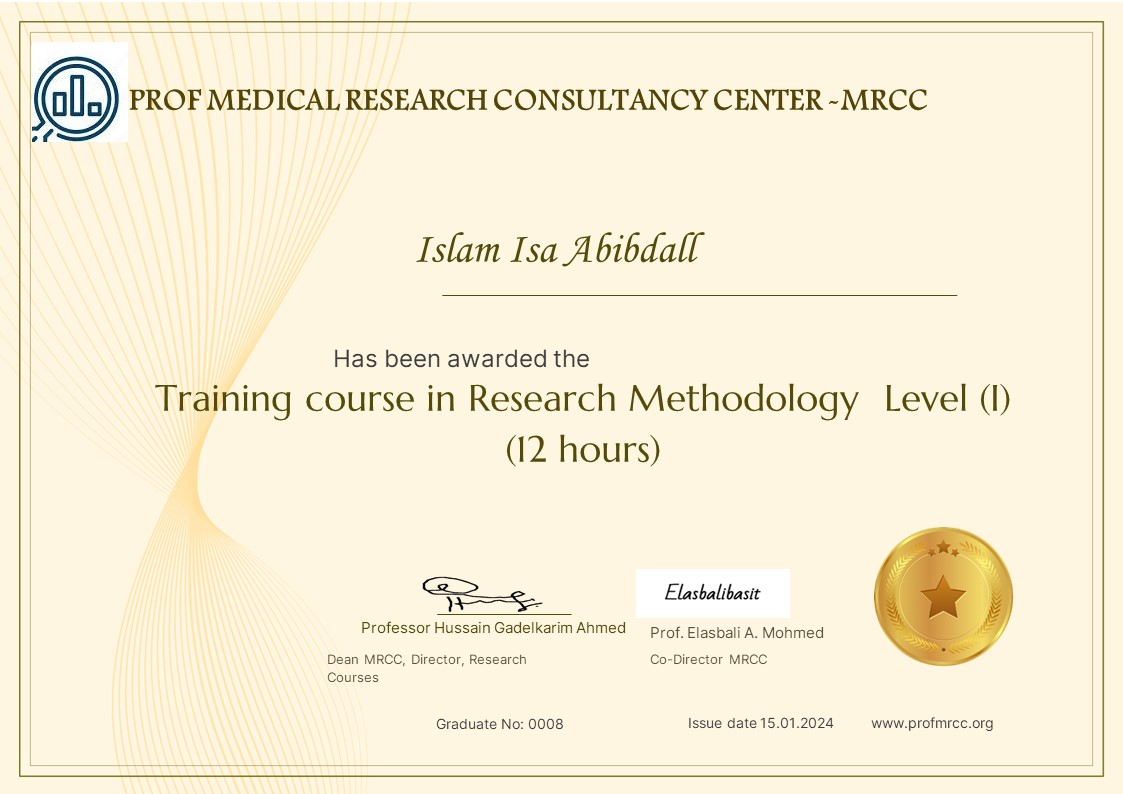 PROF MEDICAL RESEARCH CONSULTANCY CENTER ~MRCC
Islam Isa Abibdall
Has been awarded the
Training course in Research Methodology Level (I)
(12 hours)
Elasbalibasit
Professor Hussain Gadelkarim Ahmed
Prof. Elasbali A. Mohmed
Dean MRCC, Director, Research
Courses
Co-Director MRCC
Graduate No: 0008
Issue date 15.01.2024
www.profmrcc.org